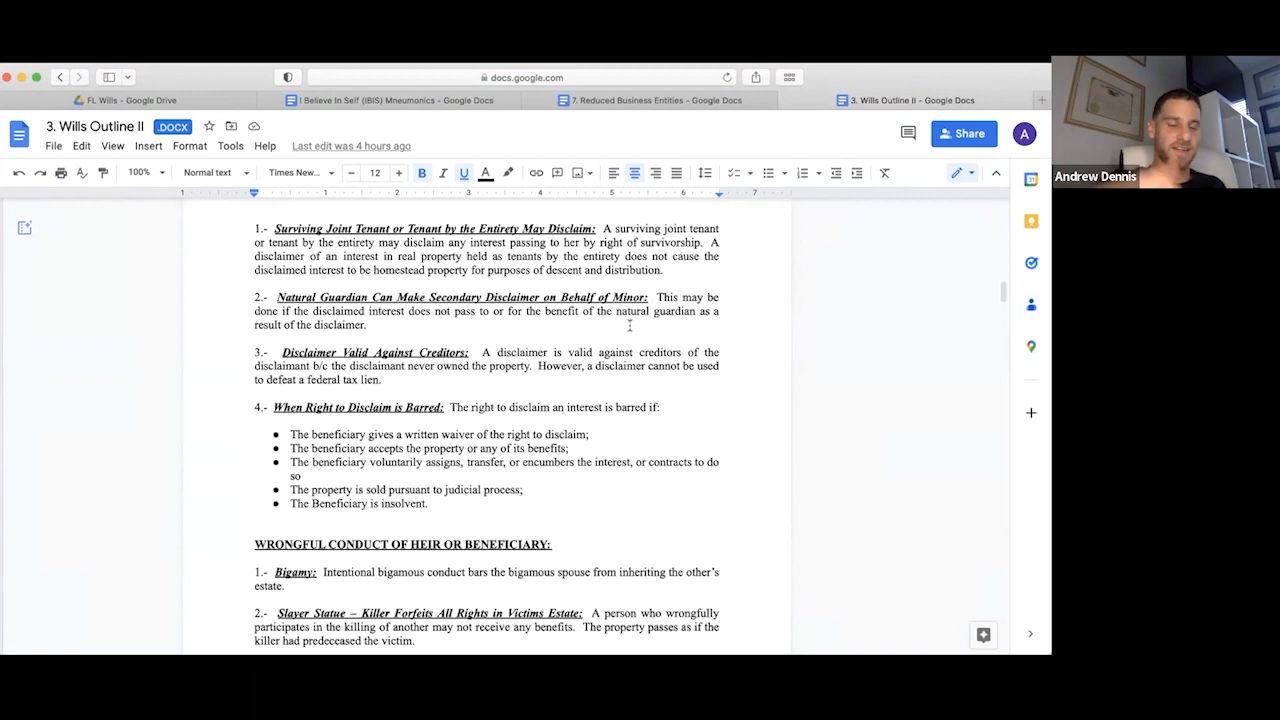 docs.google.com
FL Wills - Google Drive
I Believe In Self (IBIS) Mneumonics - Google Docs
7. Reduced Business Entities - Google Docs
3. Wills Outline II - Google Docs
3. Wills Outline II .DOCX
Share
A
File Edit View Insert Format Tools Help Last edit was 4 hours ago
100% Normal text Times New... 12
1 1 2 3 4 5 6 7
1.- Surviving Joint Tenant or Tenant by the Entirety May Disclaim: A surviving joint tenant
or tenant by the entirety may disclaim any interest passing to her by right of survivorship. A
disclaimer of an interest in real property held as tenants by the entirety does not cause the
disclaimed interest to be homestead property for purposes of descent and distribution.
2.- Natural Guardian Can Make Secondary Disclaimer on Behalf of Minor: This may be
done if the disclaimed interest does not pass to or for the benefit of the natural guardian as a
result of the disclaimer.
3.- Disclaimer Valid Against Creditors: A disclaimer is valid against creditors of the
disclaimant b/c the disclaimant never owned the property. However, a disclaimer cannot be used
to defeat a federal tax lien.
4.- When Right to Disclaim is Barred: The right to disclaim an interest is barred if:
● The beneficiary gives a written waiver of the right to disclaim;
● The beneficiary accepts the property or any of its benefits;
● The beneficiary voluntarily assigns, transfer, or encumbers the interest, or contracts to do
so
● The property is sold pursuant to judicial process;
● The Beneficiary is insolvent.
WRONGFUL CONDUCT OF HEIR OR BENEFICIARY:
1.- Bigamy: Intentional bigamous conduct bars the bigamous spouse from inheriting the other's
estate.
2.- Slayer Statue – Killer Forfeits All Rights in Victims Estate: A person who wrongfully
participates in the killing of another may not receive any benefits. The property passes as if the
killer had predeceased the victim.
Andrew Dennis